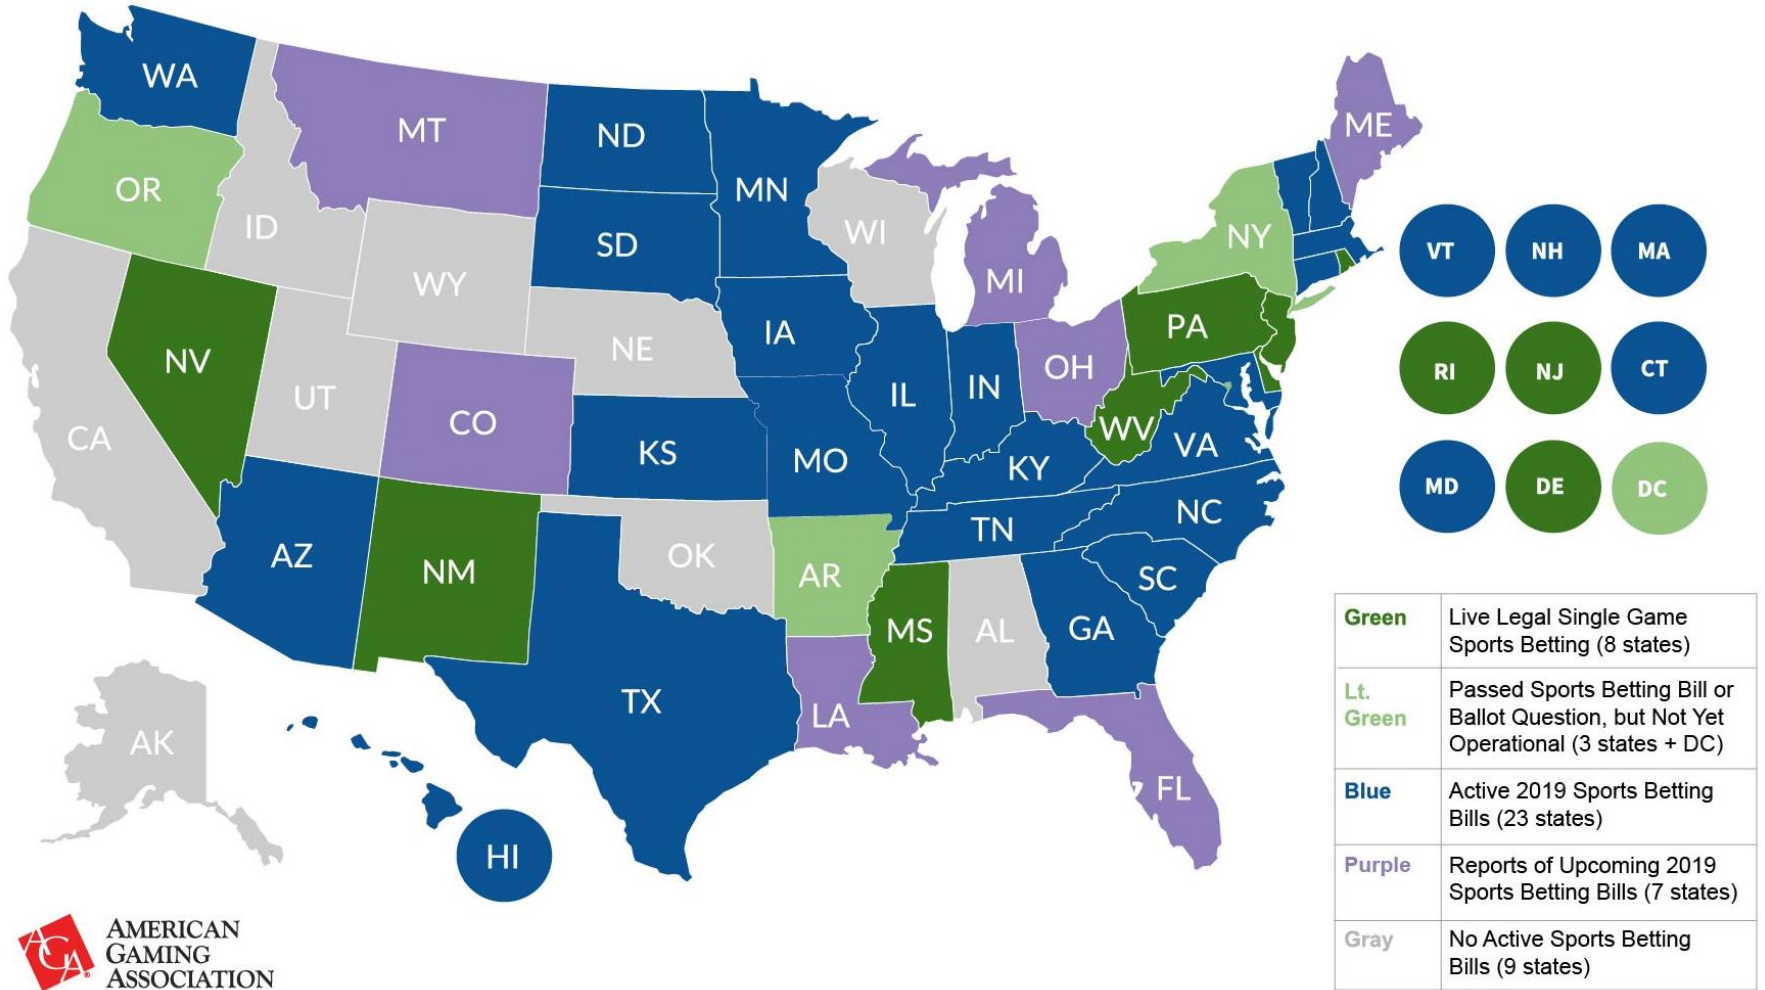 WA
MT
ND
MN
OR
ID
SD
WI
WY
MI
NY
ME
VT
NH
MA
NV
UT
CO
NE
IA
IL
IN
OH
PA
RI
NJ
CT
CA
KS
MO
KY
WV
VA
MD
DE
DC
AZ
NM
OK
AR
TN
NC
SC
MS
AL
GA
TX
LA
FL
AK
HI
Green
Live Legal Single Game
Sports Betting (8 states)
Lt.
Green
Passed Sports Betting Bill or
Ballot Question, but Not Yet
Operational (3 states + DC)
Blue
Active 2019 Sports Betting
Bills (23 states)
Purple
Reports of Upcoming 2019
Sports Betting Bills (7 states)
Gray
No Active Sports Betting
Bills (9 states)
AGA®
AMERICAN
GAMING
ASSOCIATION